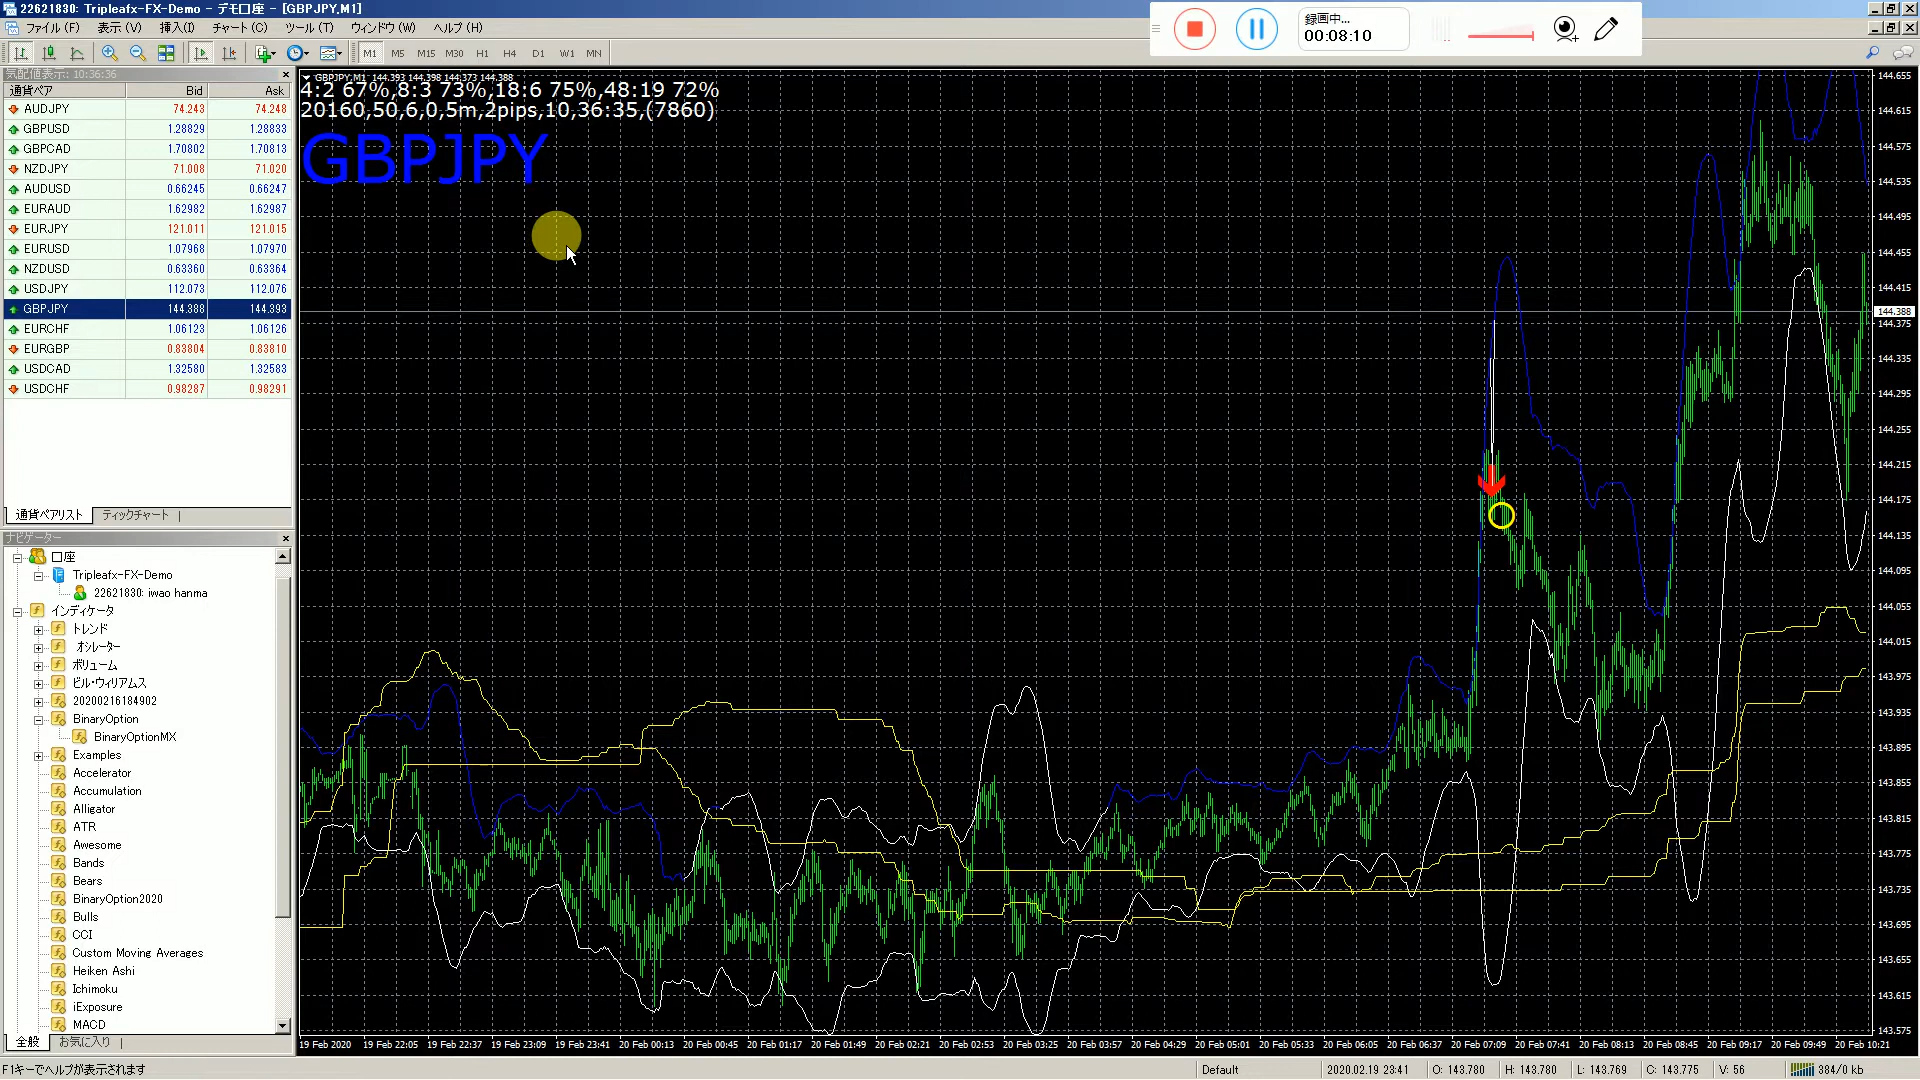 22621830: Tripleafx-FX-Demo - デモ口座 - [GBPJPY,M1]
ファイル (F) 表示 (V) 挿入(I) チャート (C) ツール (T) ウィンドウ (W) ヘルプ (H)
録画中...
00:08:10
M1 M5 M15 M30 H1 H4 D1 W1 MN
気配値表示: 10:36:36
通貨ペア Bid Ask
AUDJPY 74.243 74.248
GBPUSD 1.28829 1.28833
GBPCAD 1.70802 1.70813
NZDJPY 71.008 71.020
AUDUSD 0.66245 0.66247
EURAUD 1.62982 1.62987
EURJPY 121.011 121.015
EURUSD 1.07968 1.07970
NZDUSD 0.63360 0.63364
USDJPY 112.073 112.076
GBPJPY 144.388 144.393
EURCHF 1.06123 1.06126
EURGBP 0.83804 0.83810
USDCAD 1.32580 1.32583
USDCHF 0.98287 0.98291
通貨ペアリスト ティックチャート
ナビゲーター
口座
Tripleafx-FX-Demo
22621830: iwao hanma
インディケータ
トレンド
オシレーター
ボリューム
ビル・ウィリアムス
20200216184902
BinaryOption
BinaryOptionMX
Examples
Accelerator
Accumulation
Alligator
ATR
Awesome
Bands
Bears
BinaryOption2020
Bulls
CCI
Custom Moving Averages
Heiken Ashi
Ichimoku
iExposure
MACD
全般 お気に入り
GBPJPY,M1 144.393 144.398 144.373 144.388
4:2 67%,8:3 73%,18:6 75%,48:19 72%
20160,50,6,0,5m,2pips,10,36:35,(7860)
GBPJPY
144.655
144.615
144.575
144.535
144.495
144.455
144.415
144.388
144.375
144.335
144.295
144.255
144.215
144.175
144.135
144.095
144.055
144.015
143.975
143.935
143.895
143.855
143.815
143.775
143.735
143.695
143.655
143.615
143.575
19 Feb 2020 19 Feb 22:05 19 Feb 22:37 19 Feb 23:09 19 Feb 23:41 20 Feb 00:13 20 Feb 00:45 20 Feb 01:17 20 Feb 01:49 20 Feb 02:21 20 Feb 02:53 20 Feb 03:25 20 Feb 03:57 20 Feb 04:29 20 Feb 05:01 20 Feb 05:33 20 Feb 06:05 20 Feb 06:37 20 Feb 07:09 20 Feb 07:41 20 Feb 08:13 20 Feb 08:45 20 Feb 09:17 20 Feb 09:49 20 Feb 10:21
F1キーでヘルプが表示されます Default 2020.02.19 23:41 O: 143.780 H: 143.780 L: 143.769 C: 143.775 V: 56 384/0 kb